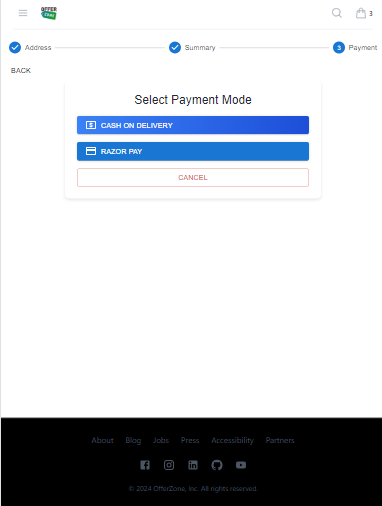 OFFER
ZONE
3
Address
Summary
3 Payment
BACK
Select Payment Mode
CASH ON DELIVERY
RAZOR PAY
CANCEL
About Blog Jobs Press Accessibility Partners
© 2024 OfferZone, Inc. All rights reserved.